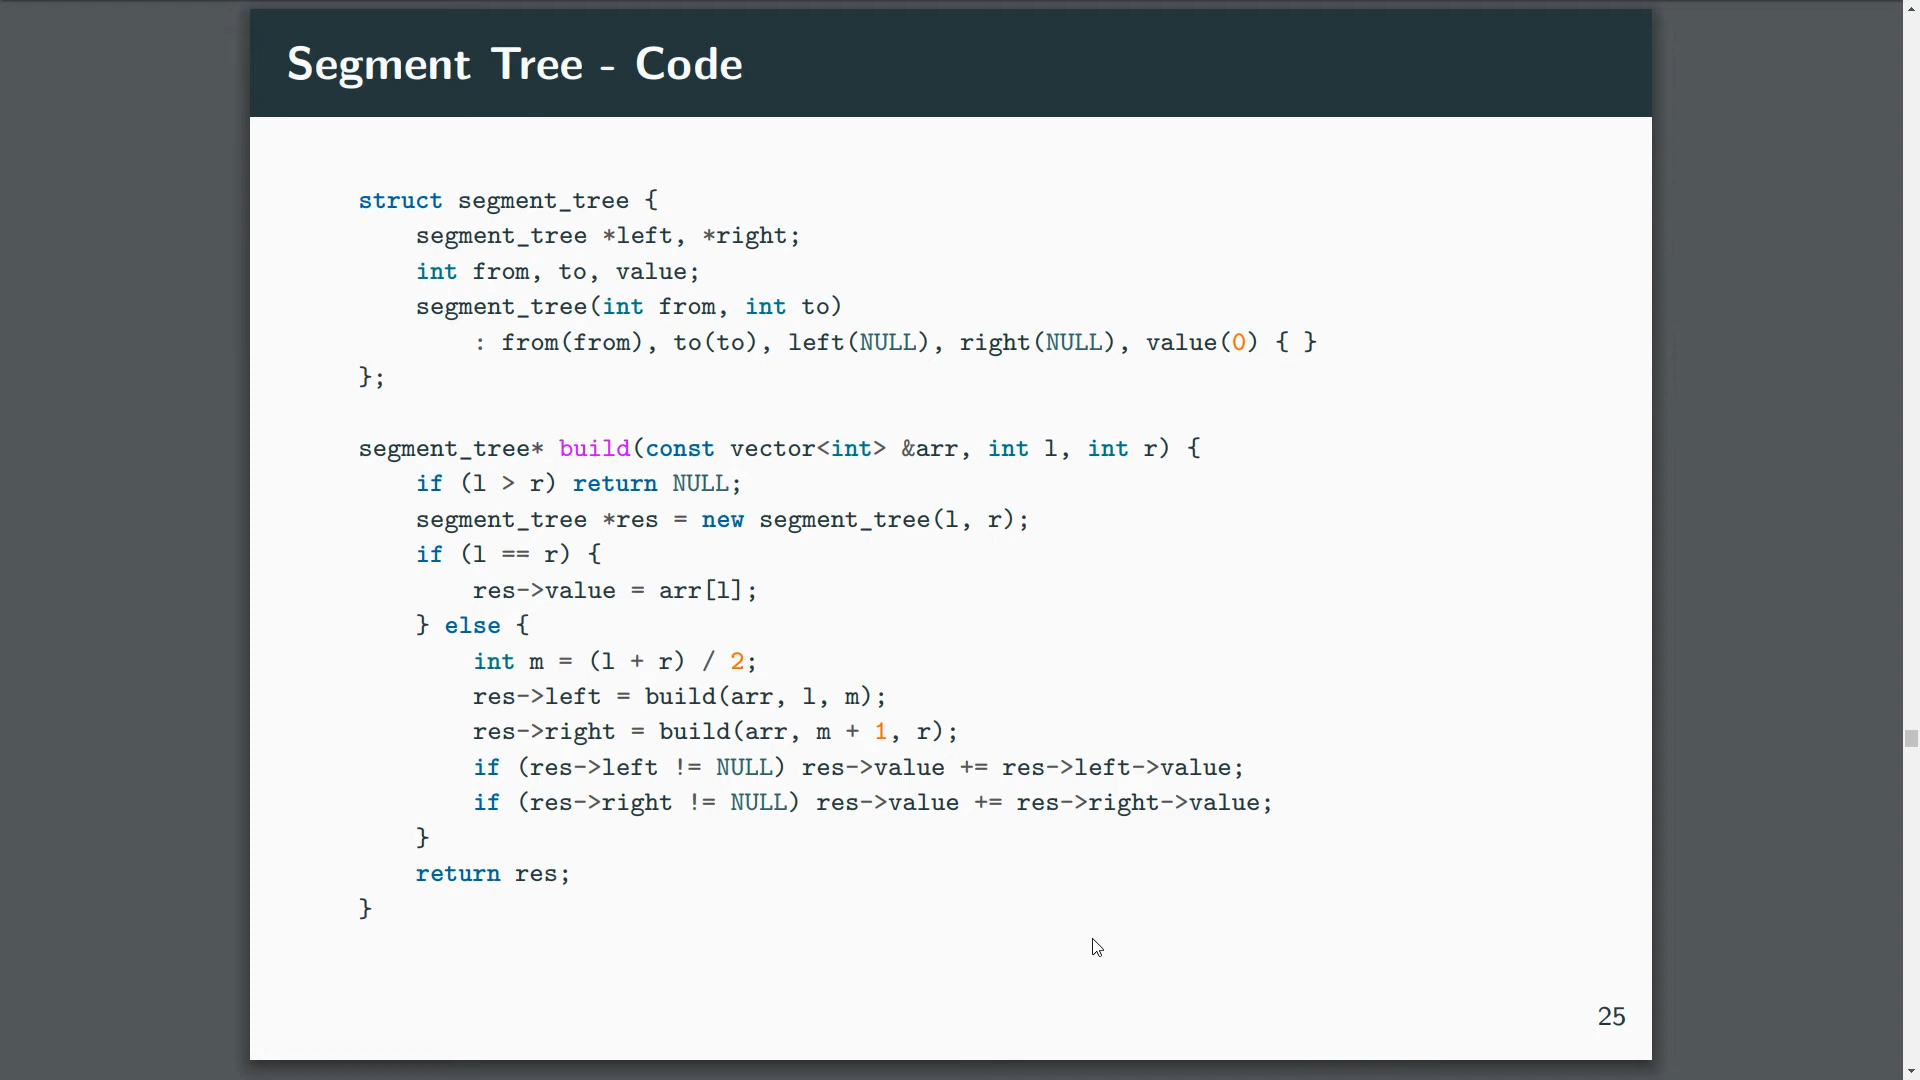 Segment Tree - Code
struct segment_tree {
    segment_tree *left, *right;
    int from, to, value;
    segment_tree(int from, int to)
        : from(from), to(to), left(NULL), right(NULL), value(0) { }
};
segment_tree* build(const vector<int> &arr, int l, int r) {
    if (l > r) return NULL;
    segment_tree *res = new segment_tree(l, r);
    if (l == r) {
        res->value = arr[l];
    } else {
        int m = (l + r) / 2;
        res->left = build(arr, l, m);
        res->right = build(arr, m + 1, r);
        if (res->left != NULL) res->value += res->left->value;
        if (res->right != NULL) res->value += res->right->value;
    }
    return res;
}
25